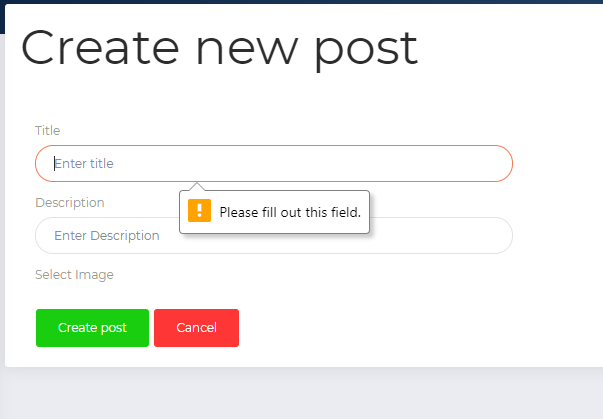 Create new post
Title
Enter title
Please fill out this field.
Description
Enter Description
Select Image
Create post Cancel